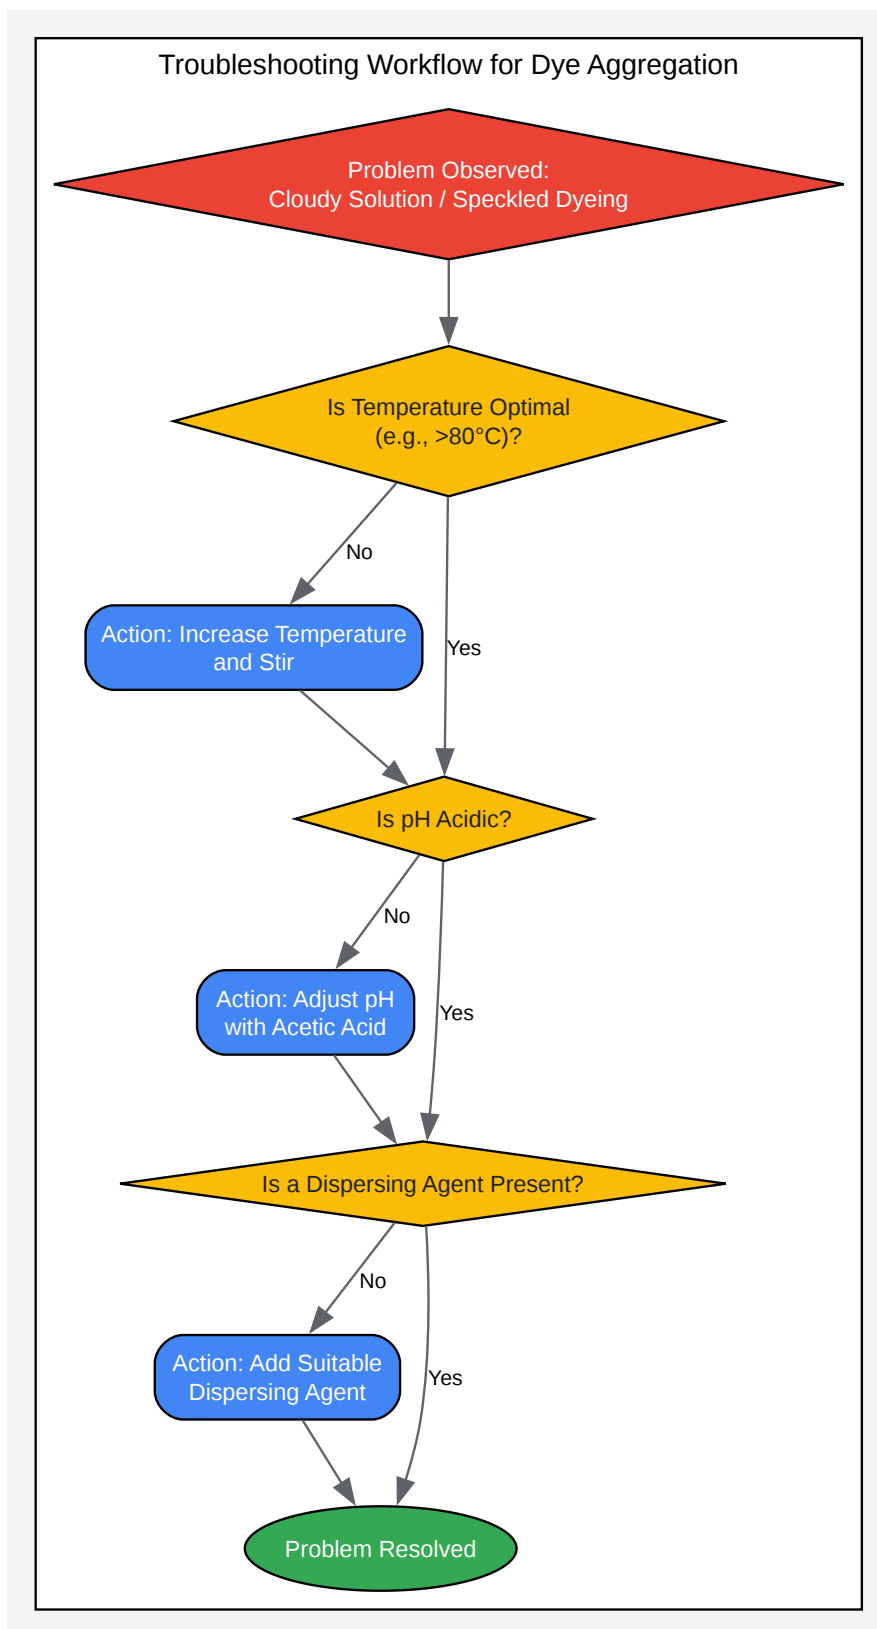 Troubleshooting Workflow for Dye Aggregation
Problem Observed:
Cloudy Solution / Speckled Dyeing
Is Temperature Optimal
(e.g., >80°C)?
No
Action: Increase Temperature
and Stir
Yes
Is pH Acidic?
No
Action: Adjust pH
with Acetic Acid
Yes
Is a Dispersing Agent Present?
No
Action: Add Suitable
Dispersing Agent
Yes
Problem Resolved